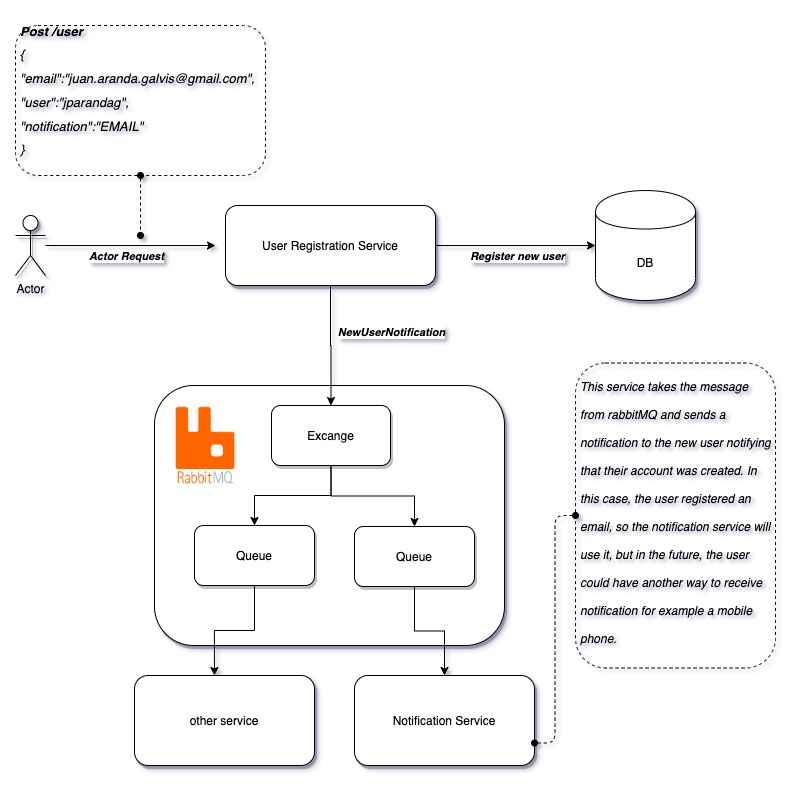 Post /user
{
"email":"juan.aranda.galvis@gmail.com",
"user":"jparandag",
"notification":"EMAIL"
}
Actor
Actor Request
User Registration Service
Register new user
DB
NewUserNotification
RabbitMQ
Excange
Queue
Queue
other service
Notification Service
This service takes the message
from rabbitMQ and sends a
notification to the new user notifying
that their account was created. In
this case, the user registered an
email, so the notification service will
use it, but in the future, the user
could have another way to receive
notification for example a mobile
phone.